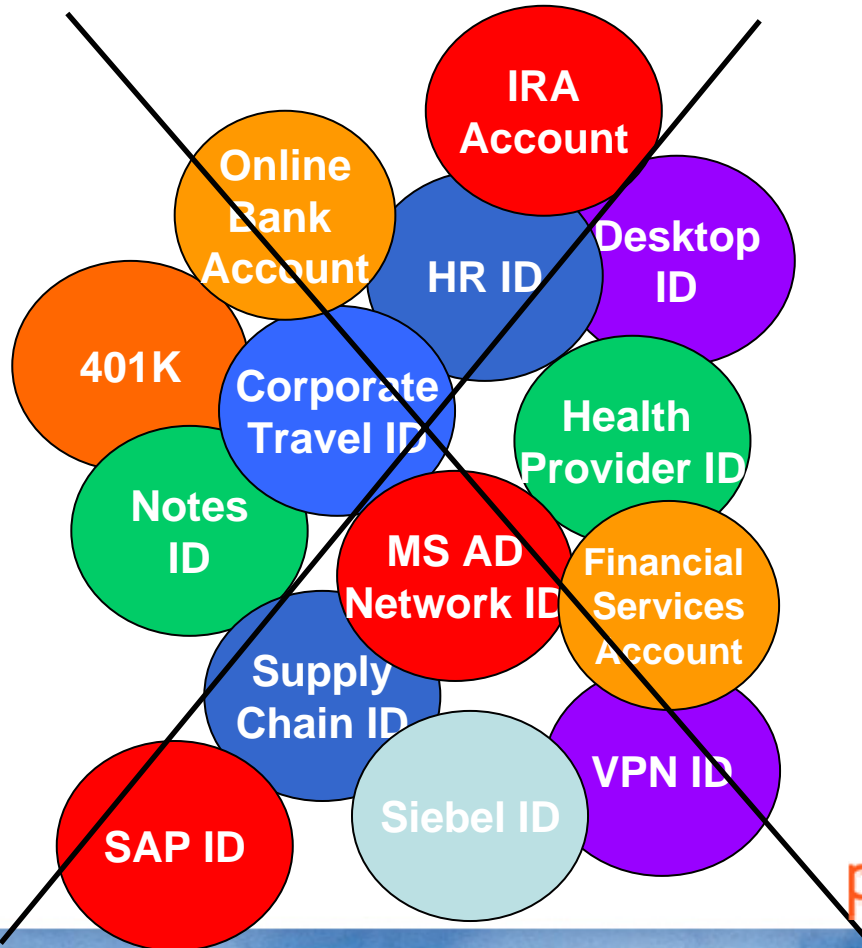 IRA
Account
Online
Bank
Account
Desktop
ID
HR ID
401K
Corporate
Travel ID
Health
Provider ID
Notes
ID
MS AD
Network ID
Financial
Services
Account
Supply
Chain ID
VPN ID
Siebel ID
SAP ID